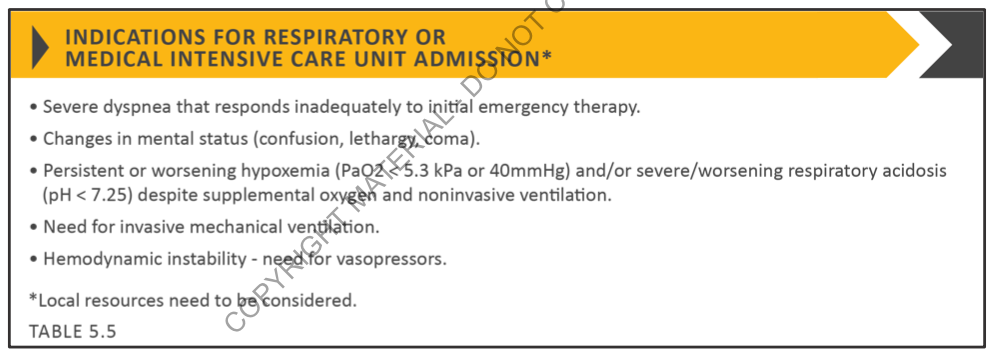 INDICATIONS FOR RESPIRATORY OR
MEDICAL INTENSIVE CARE UNIT ADMISSION*
• Severe dyspnea that responds inadequately to initial emergency therapy.
• Changes in mental status (confusion, lethargy, coma).
• Persistent or worsening hypoxemia (PaO2 < 5.3 kPa or 40mmHg) and/or severe/worsening respiratory acidosis
(pH < 7.25) despite supplemental oxygen and noninvasive ventilation.
• Need for invasive mechanical ventilation.
• Hemodynamic instability - need for vasopressors.
*Local resources need to be considered.
TABLE 5.5
COPYRIGHT MATERIAL - DO NOT